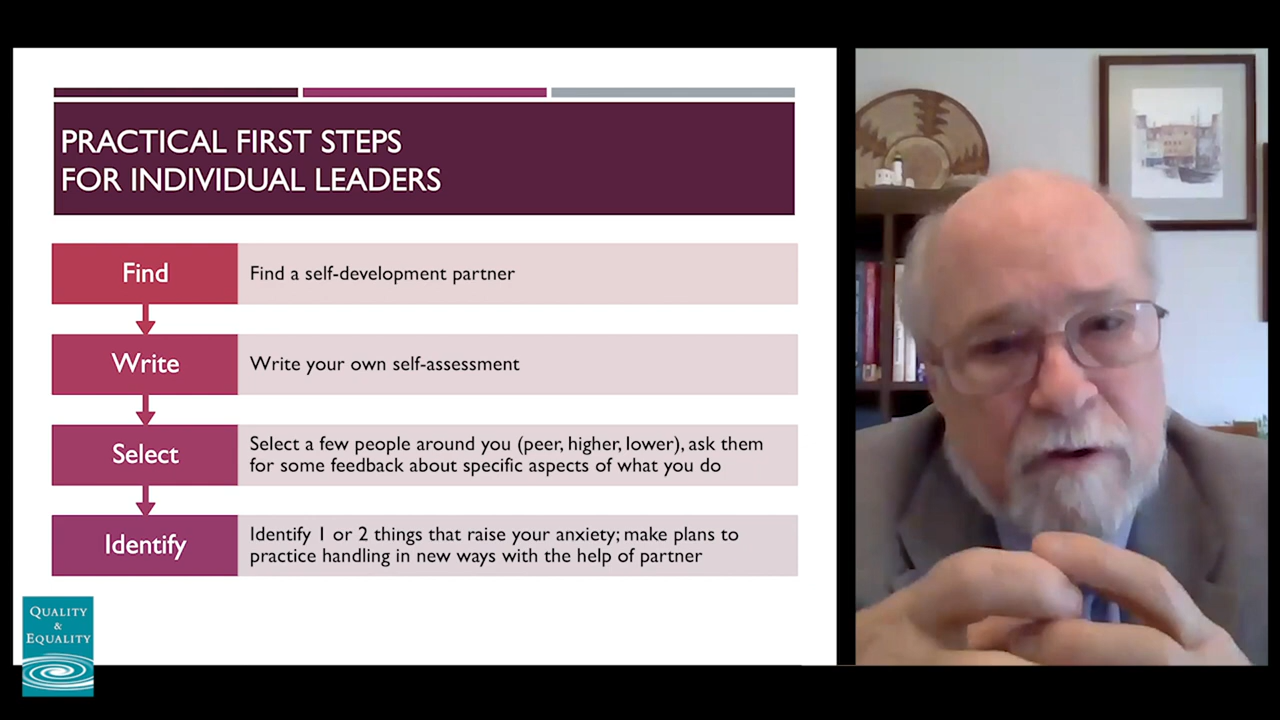 PRACTICAL FIRST STEPS
FOR INDIVIDUAL LEADERS
Find
Find a self-development partner
Write
Write your own self-assessment
Select
Select a few people around you (peer, higher, lower), ask them
for some feedback about specific aspects of what you do
Identify
Identify 1 or 2 things that raise your anxiety; make plans to
practice handling in new ways with the help of partner
QUALITY
&
EQUALITY